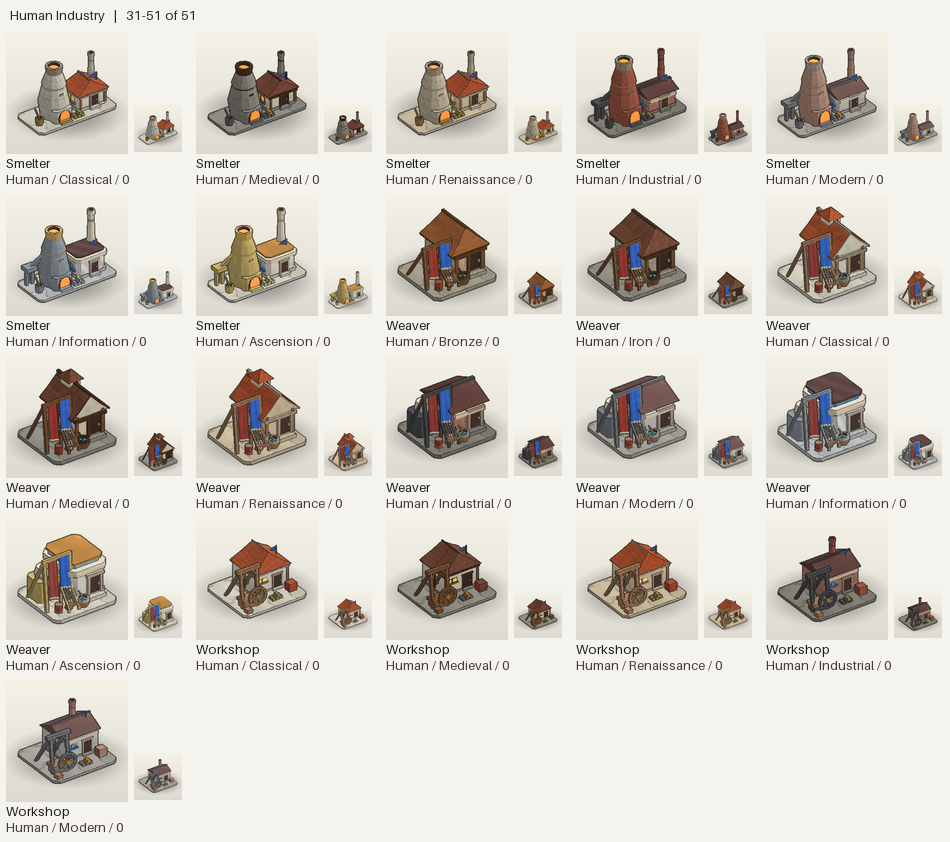 Human Industry | 31-51 of 51
Smelter
Human / Classical / 0
Smelter
Human / Medieval / 0
Smelter
Human / Renaissance / 0
Smelter
Human / Industrial / 0
Smelter
Human / Modern / 0
Smelter
Human / Information / 0
Smelter
Human / Ascension / 0
Weaver
Human / Bronze / 0
Weaver
Human / Iron / 0
Weaver
Human / Classical / 0
Weaver
Human / Medieval / 0
Weaver
Human / Renaissance / 0
Weaver
Human / Industrial / 0
Weaver
Human / Modern / 0
Weaver
Human / Information / 0
Weaver
Human / Ascension / 0
Workshop
Human / Classical / 0
Workshop
Human / Medieval / 0
Workshop
Human / Renaissance / 0
Workshop
Human / Industrial / 0
Workshop
Human / Modern / 0